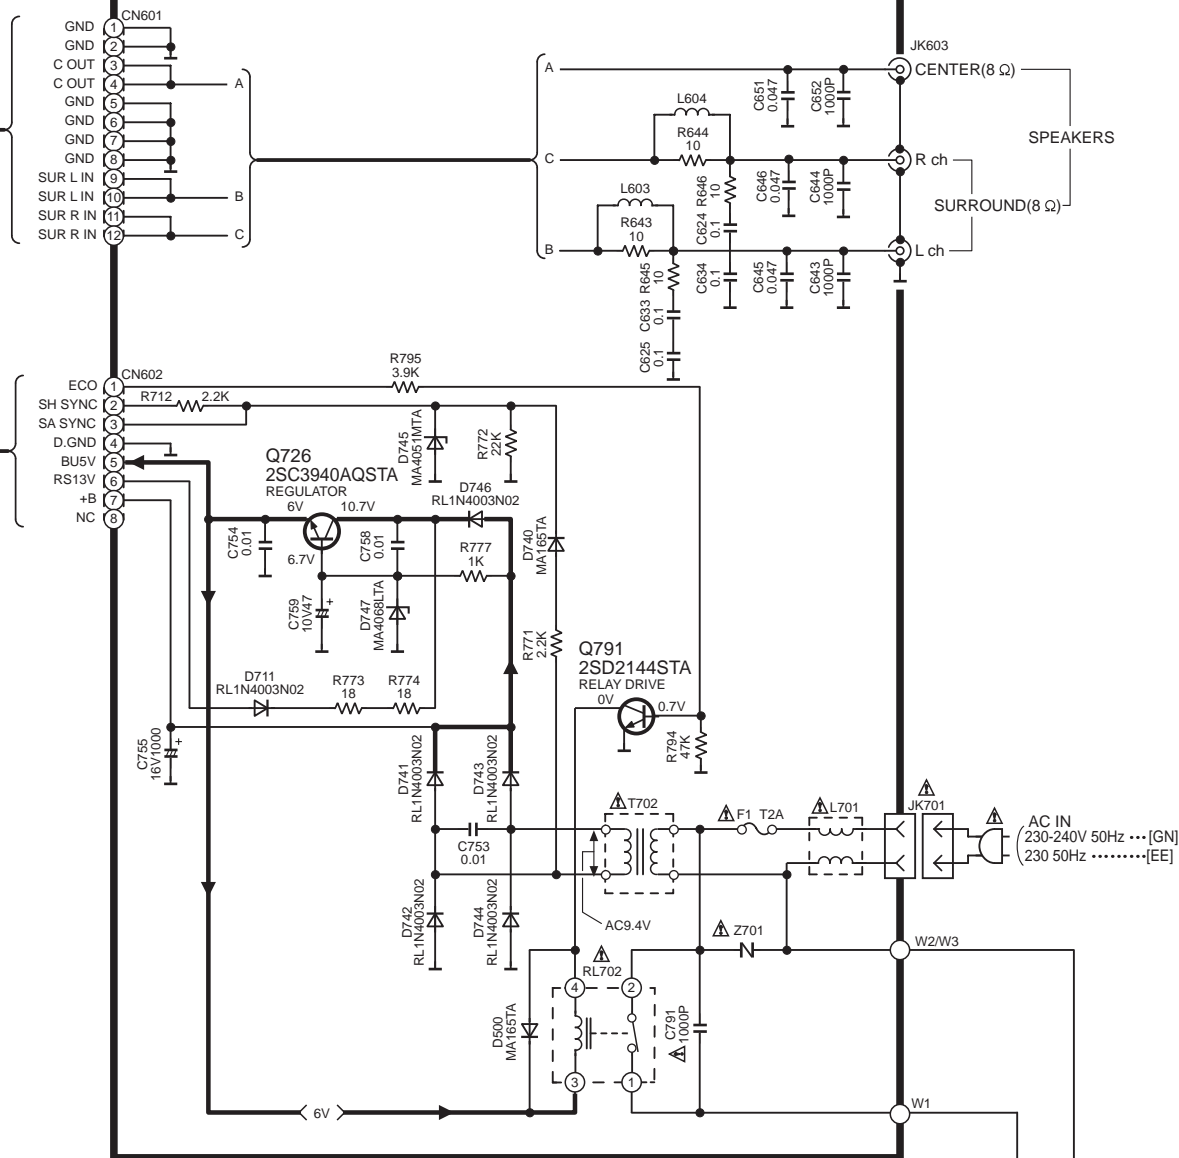 CN601
GND 1
GND 2
C OUT 3
C OUT 4
GND 5
GND 6
GND 7
GND 8
SUR L IN 9
SUR L IN 10
SUR R IN 11
SUR R IN 12
A
B
C
A
C
B
JK603
CENTER(8 Ω)
SPEAKERS
R ch
SURROUND(8 Ω)
L ch
C651
0.047
C652
1000P
L604
R644
10
R646
10
C646
0.047
C644
1000P
L603
R643
10
C624
0.1
R645
10
C634
0.1
C645
0.047
C643
1000P
C633
0.1
C625
0.1
CN602
ECO 1
SH SYNC 2
SA SYNC 3
D.GND 4
BU5V 5
RS13V 6
+B 7
NC 8
R795
3.9K
R712 2.2K
D745
MA4051MTA
R772
22K
Q726
2SC3940AQSTA
REGULATOR
6V 10.7V
6.7V
D746
RL1N4003N02
C754
0.01
C758
0.01
R777
1K
D740
MA165TA
C759
10V47
+
D747
MA4068LTA
R771
2.2K
Q791
2SD2144STA
RELAY DRIVE
0V 0.7V
R794
47K
D711
RL1N4003N02
R773
18
R774
18
C755
16V1000
+
D741
RL1N4003N02
D743
RL1N4003N02
C753
0.01
D742
RL1N4003N02
D744
RL1N4003N02
T702
F1 T2A
L701
JK701
AC IN
230-240V 50Hz ···[GN]
230 50Hz ·········[EE]
AC9.4V
Z701
W2/W3
RL702
4 2
3 1
D500
MA165TA
C791
1000P
6V
W1